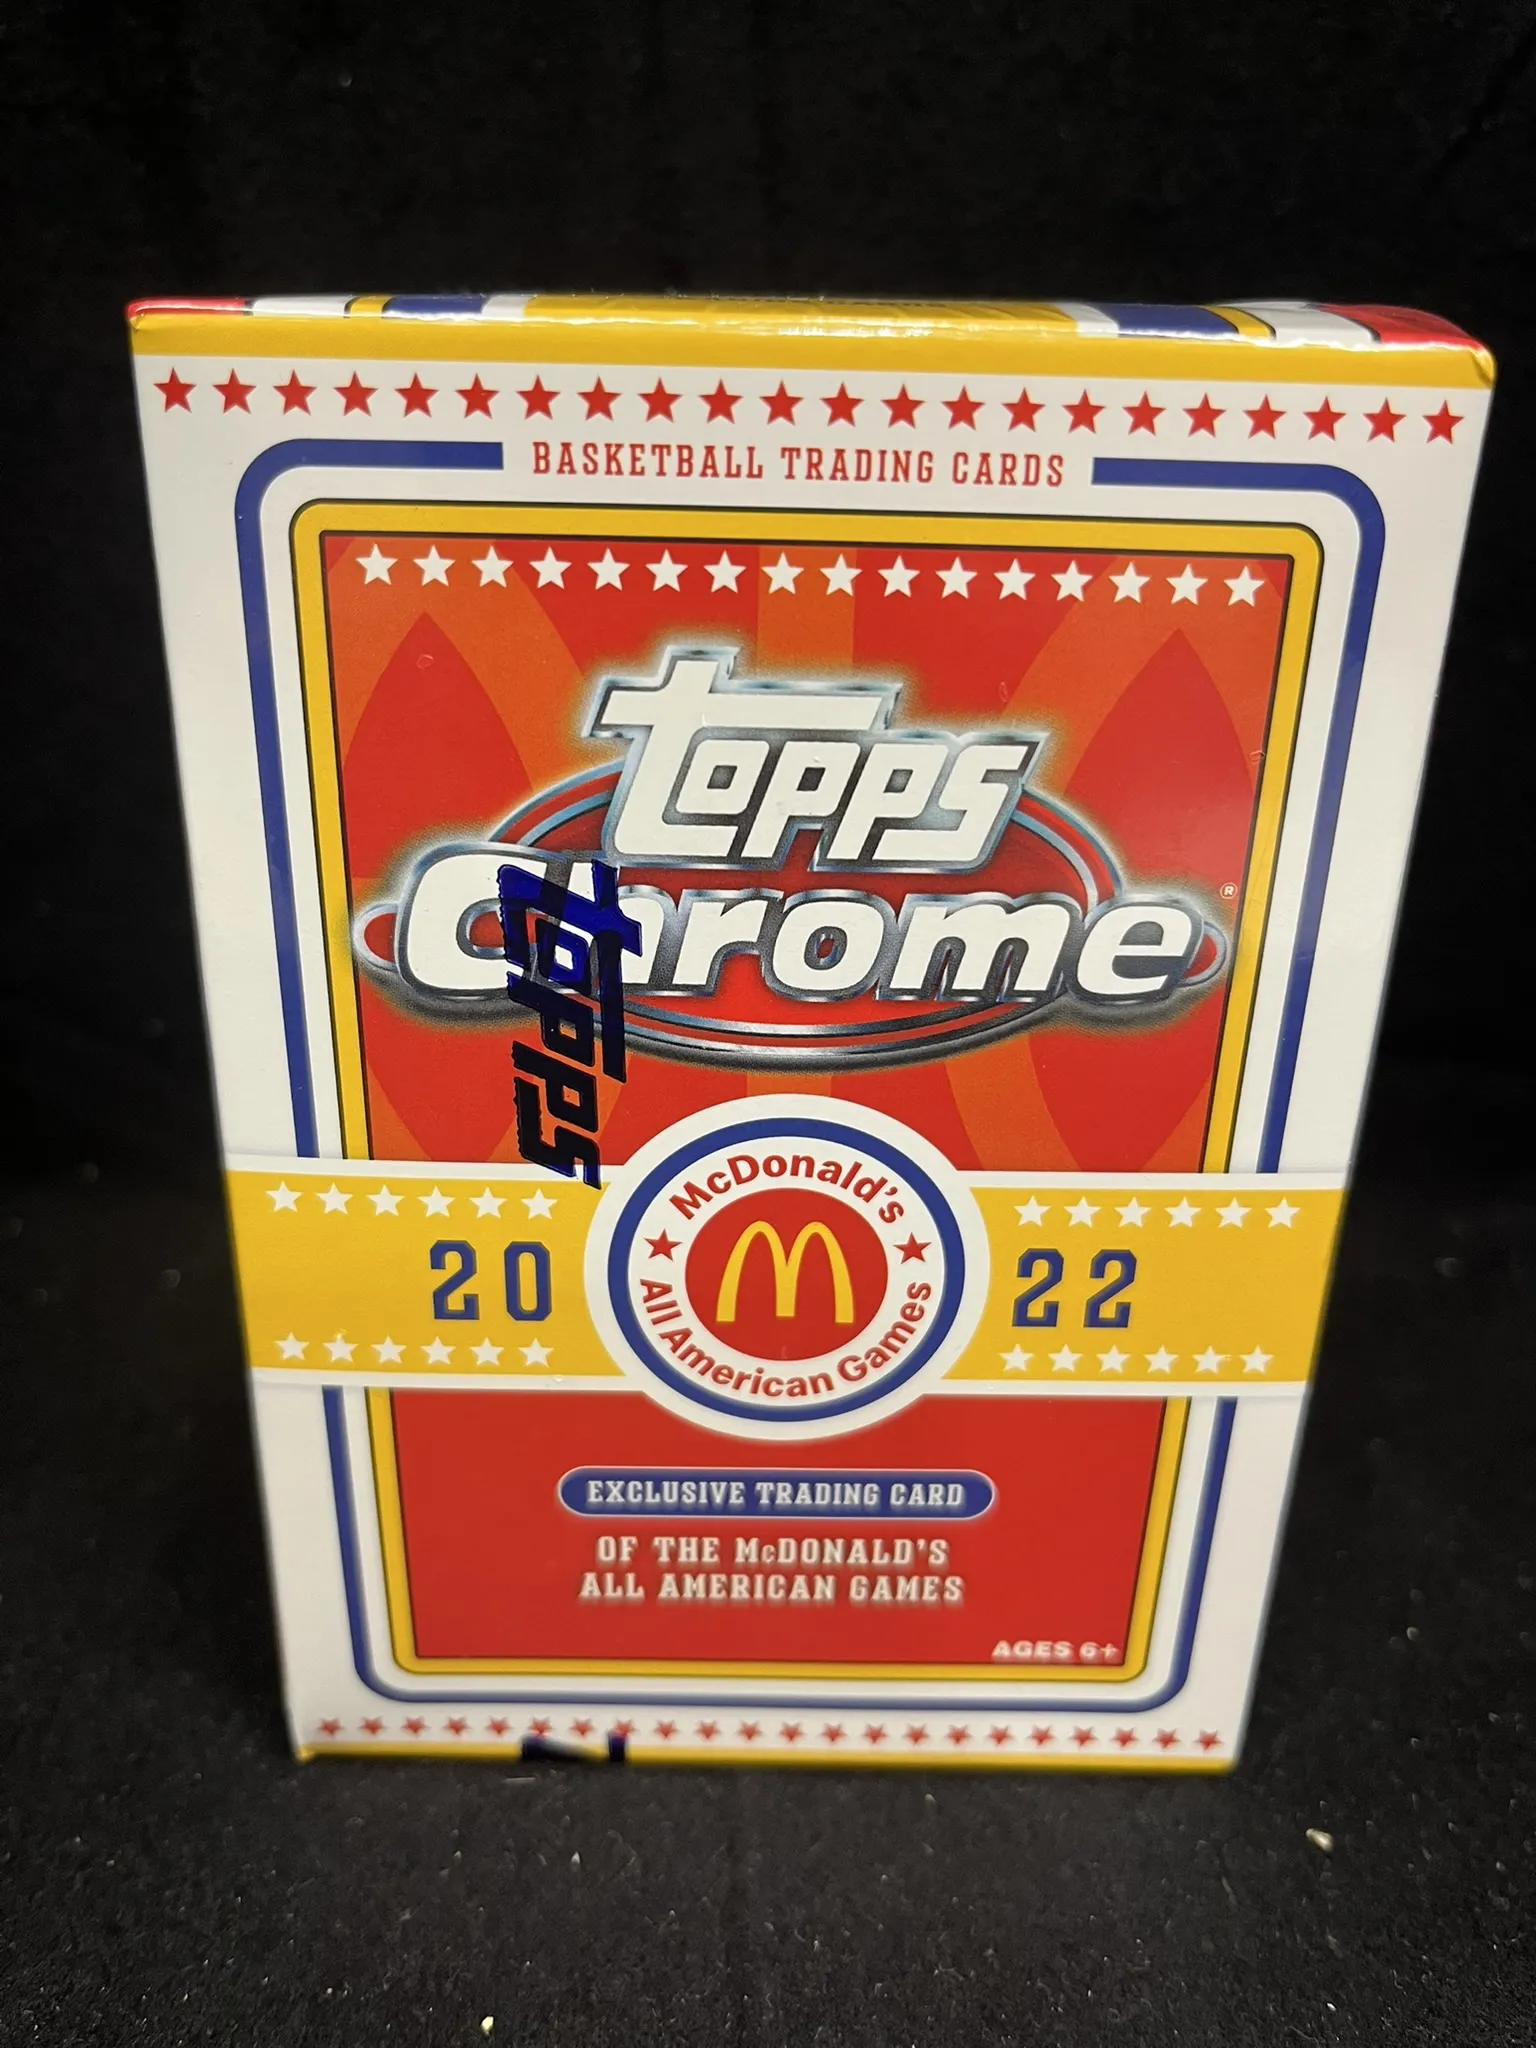 BASKETBALL TRADING CARDS
topps
Chrome
®
topps
McDonald's
All American Games
20 22
EXCLUSIVE TRADING CARD
OF THE McDONALD'S
ALL AMERICAN GAMES
AGES 6+